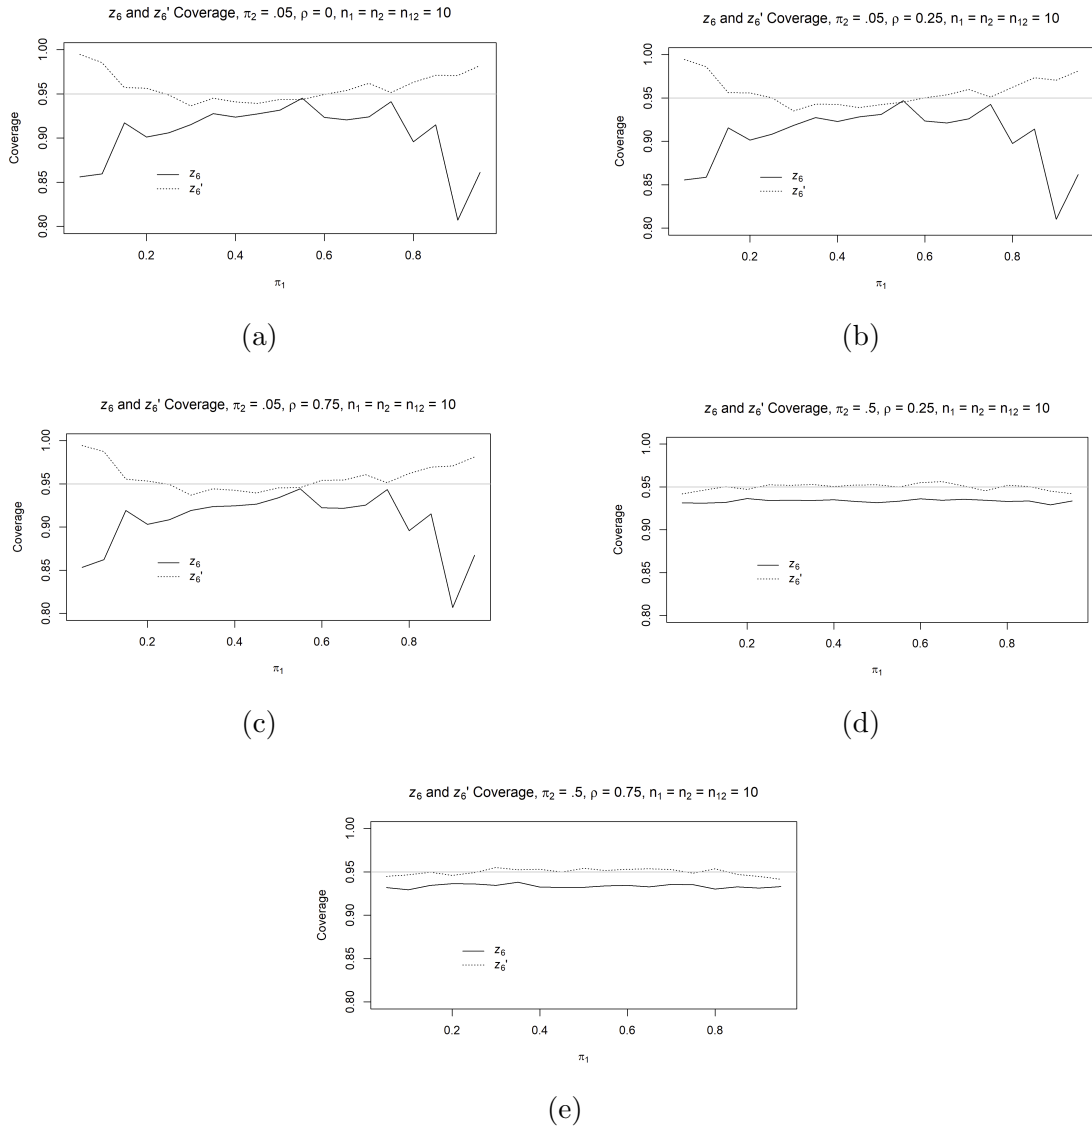 z₆ and z₆' Coverage, π₂ = .05, ρ = 0, n₁ = n₂ = n₁₂ = 10
Coverage
1.00
0.95
0.90
0.85
0.80
z₆
z₆'
0.2 0.4 0.6 0.8
π₁
(a)
z₆ and z₆' Coverage, π₂ = .05, ρ = 0.25, n₁ = n₂ = n₁₂ = 10
Coverage
1.00
0.95
0.90
0.85
0.80
z₆
z₆'
0.2 0.4 0.6 0.8
π₁
(b)
z₆ and z₆' Coverage, π₂ = .05, ρ = 0.75, n₁ = n₂ = n₁₂ = 10
Coverage
1.00
0.95
0.90
0.85
0.80
z₆
z₆'
0.2 0.4 0.6 0.8
π₁
(c)
z₆ and z₆' Coverage, π₂ = .5, ρ = 0.25, n₁ = n₂ = n₁₂ = 10
Coverage
1.00
0.95
0.90
0.85
0.80
z₆
z₆'
0.2 0.4 0.6 0.8
π₁
(d)
z₆ and z₆' Coverage, π₂ = .5, ρ = 0.75, n₁ = n₂ = n₁₂ = 10
Coverage
1.00
0.95
0.90
0.85
0.80
z₆
z₆'
0.2 0.4 0.6 0.8
π₁
(e)